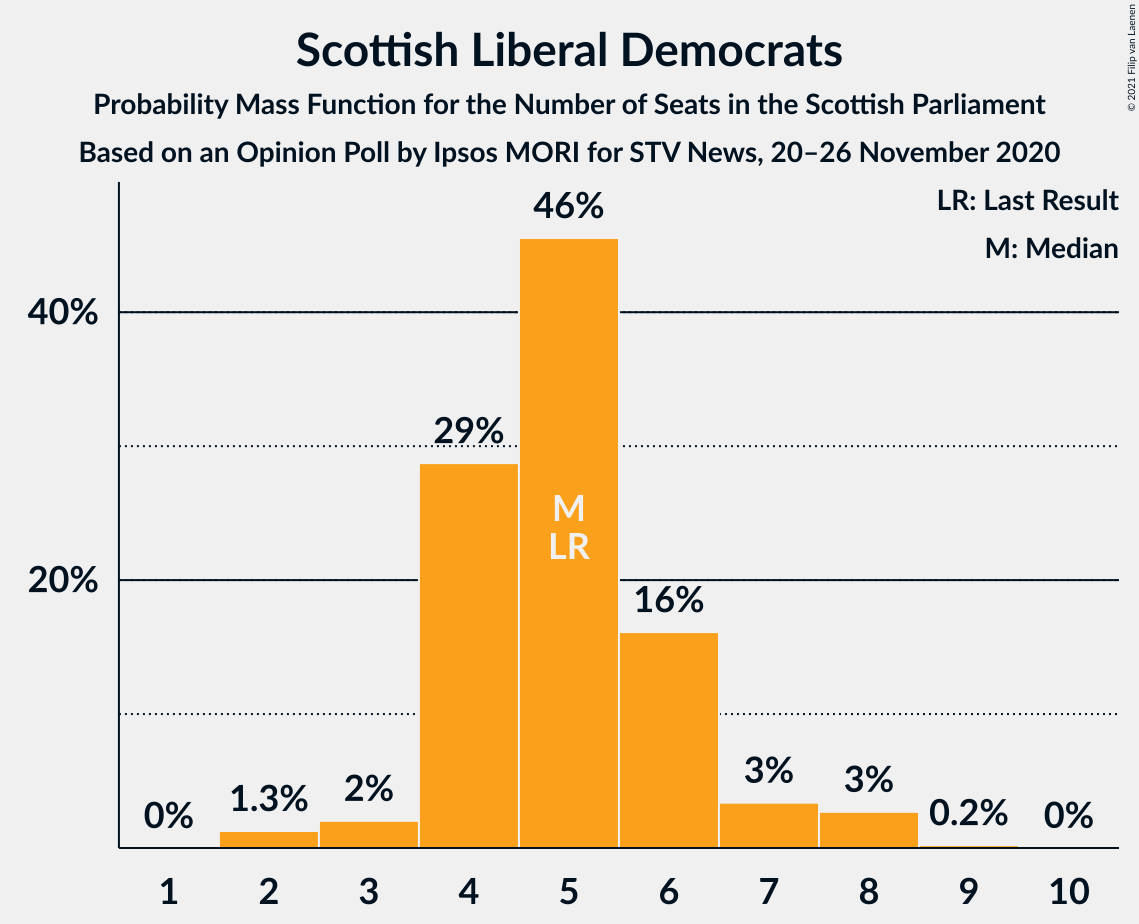 Scottish Liberal Democrats
Probability Mass Function for the Number of Seats in the Scottish Parliament
Based on an Opinion Poll by Ipsos MORI for STV News, 20–26 November 2020
© 2021 Filip van Laenen
LR: Last Result
M: Median
46%
40%
29%
M
LR
20%
16%
0%
1.3%
2%
3%
3%
0.2%
0%
1 2 3 4 5 6 7 8 9 10